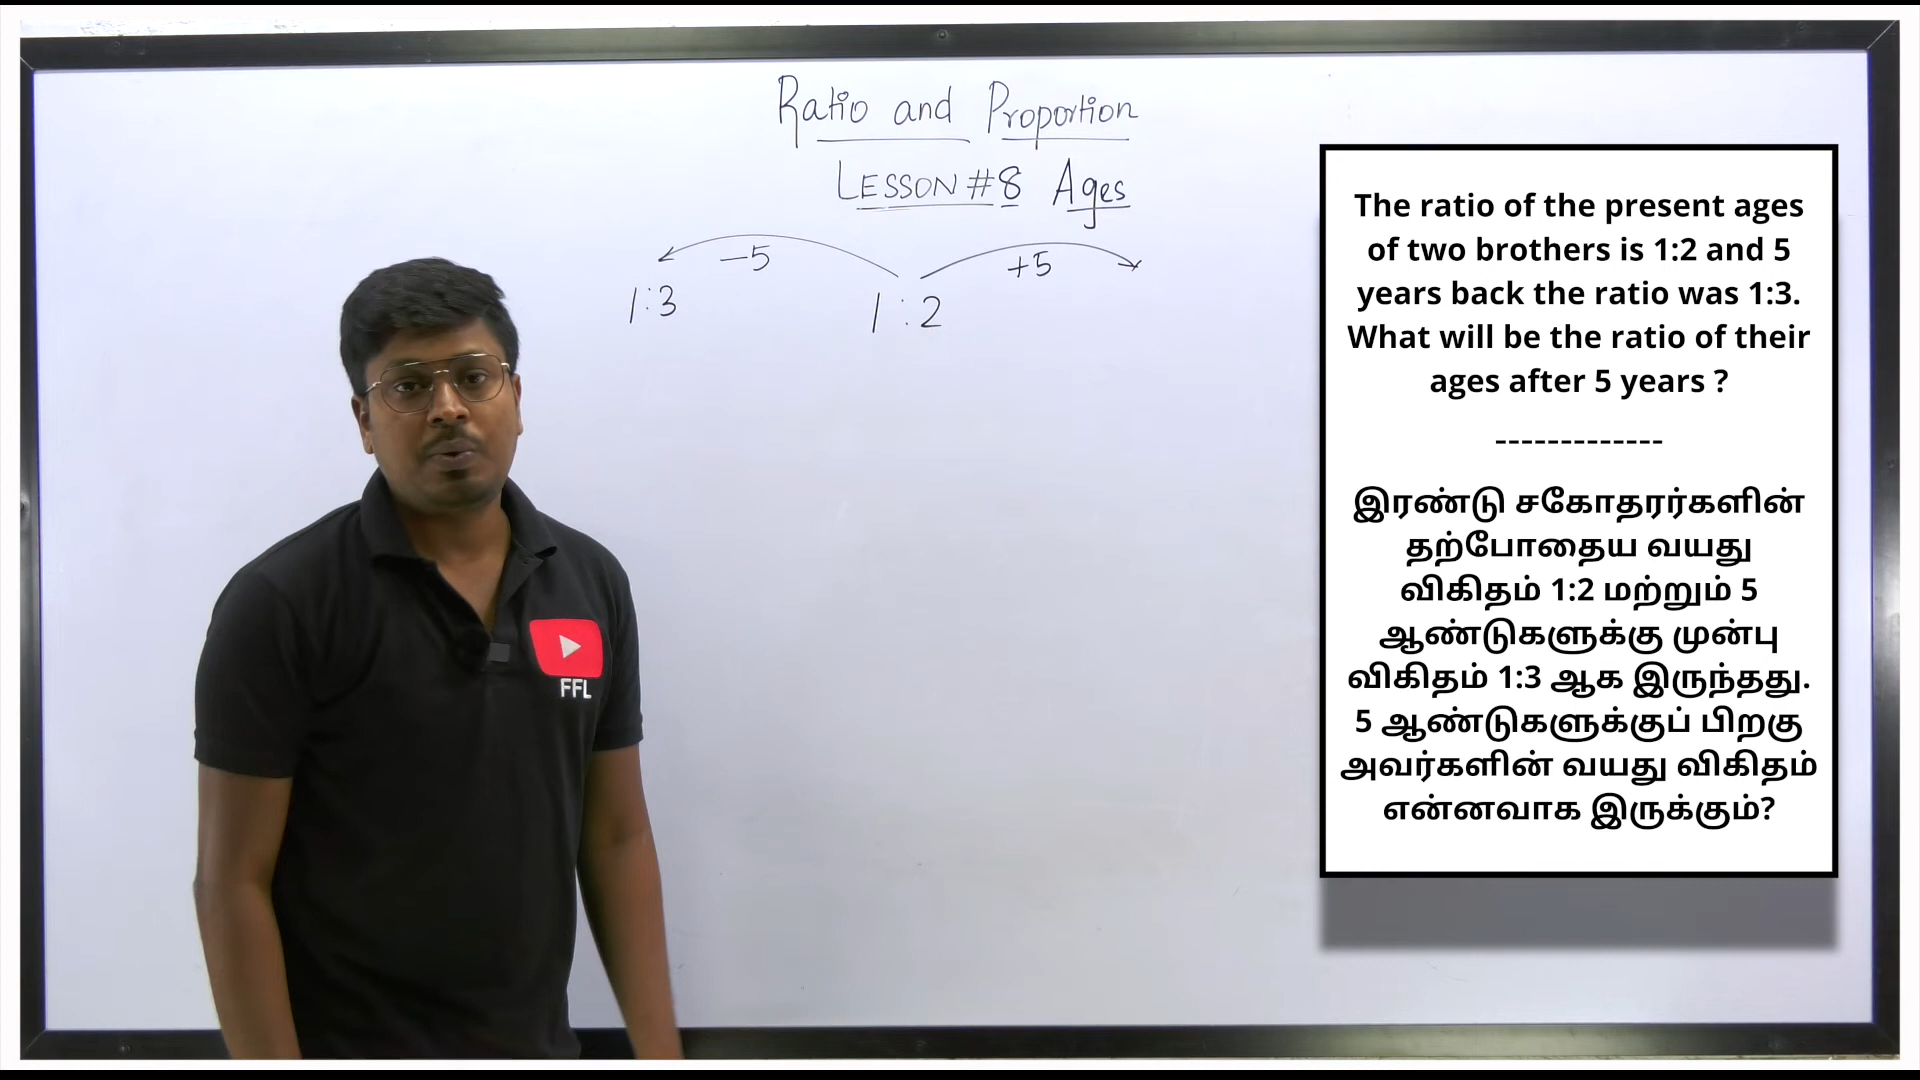 Ratio and Proportion
LESSON #8 Ages
-5
+5
1:3
1:2
FFL
The ratio of the present ages
of two brothers is 1:2 and 5
years back the ratio was 1:3.
What will be the ratio of their
ages after 5 years ?
-------------
இரண்டு சகோதரர்களின்
தற்போதைய வயது
விகிதம் 1:2 மற்றும் 5
ஆண்டுகளுக்கு முன்பு
விகிதம் 1:3 ஆக இருந்தது.
5 ஆண்டுகளுக்குப் பிறகு
அவர்களின் வயது விகிதம்
என்னவாக இருக்கும்?